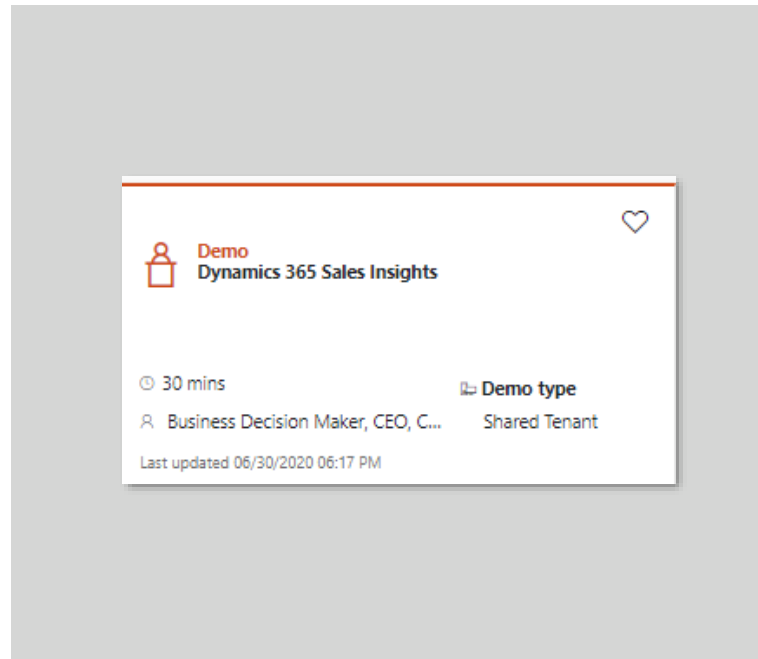 Demo
Dynamics 365 Sales Insights
30 mins
Demo type
Business Decision Maker, CEO, C...
Shared Tenant
Last updated 06/30/2020 06:17 PM